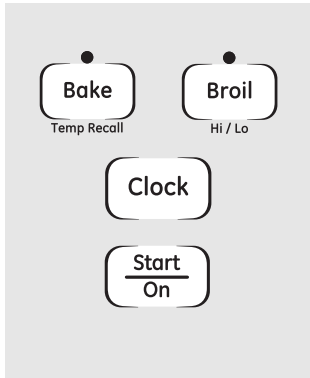 Bake
Broil
Temp Recall
Hi / Lo
Clock
Start
On